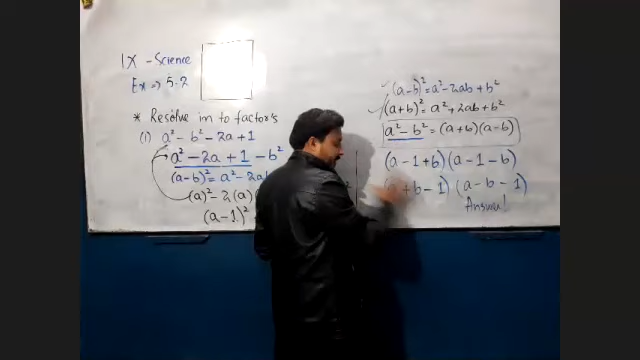 IX - Science
Ex => 5.2
* Resolve in to factor's
(i) a² - b² - 2a + 1
a² - 2a + 1 - b²
(a-b)² = a² - 2ab
(a)² - 2(a)
(a-1)²
(a-b)² = a² - 2ab + b²
(a+b)² = a² + 2ab + b²
a² - b² = (a+b)(a-b)
(a - 1 + b)(a - 1 - b)
a + b - 1) (a - b - 1)
Answer!